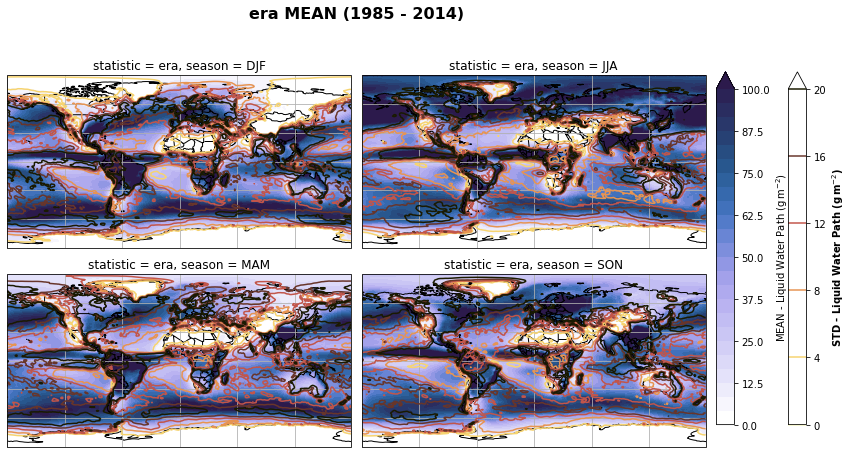 era MEAN (1985 - 2014)
statistic = era, season = DJF
statistic = era, season = JJA
statistic = era, season = MAM
statistic = era, season = SON
100.0
87.5
75.0
62.5
50.0
37.5
25.0
12.5
0.0
MEAN - Liquid Water Path (g m⁻²)
20
16
12
8
4
0
STD - Liquid Water Path (g m⁻²)